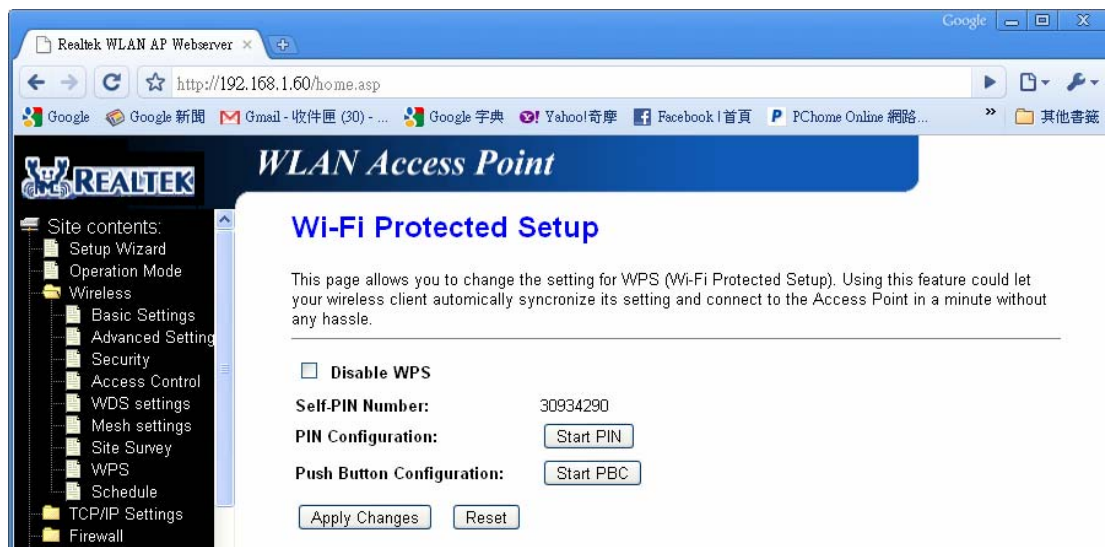 Google
Realtek WLAN AP Webserver
http://192.168.1.60/home.asp
Google
Google 新聞
Gmail - 收件匣 (30) - ...
Google 字典
Yahoo!奇摩
Facebook | 首頁
PChome Online 網路...
»
其他書籤
REALTEK
WLAN Access Point
Site contents:
Setup Wizard
Operation Mode
Wireless
Basic Settings
Advanced Setting
Security
Access Control
WDS settings
Mesh settings
Site Survey
WPS
Schedule
TCP/IP Settings
Firewall
Wi-Fi Protected Setup
This page allows you to change the setting for WPS (Wi-Fi Protected Setup). Using this feature could let
your wireless client automically syncronize its setting and connect to the Access Point in a minute without
any hassle.
Disable WPS
Self-PIN Number: 30934290
PIN Configuration: Start PIN
Push Button Configuration: Start PBC
Apply Changes Reset